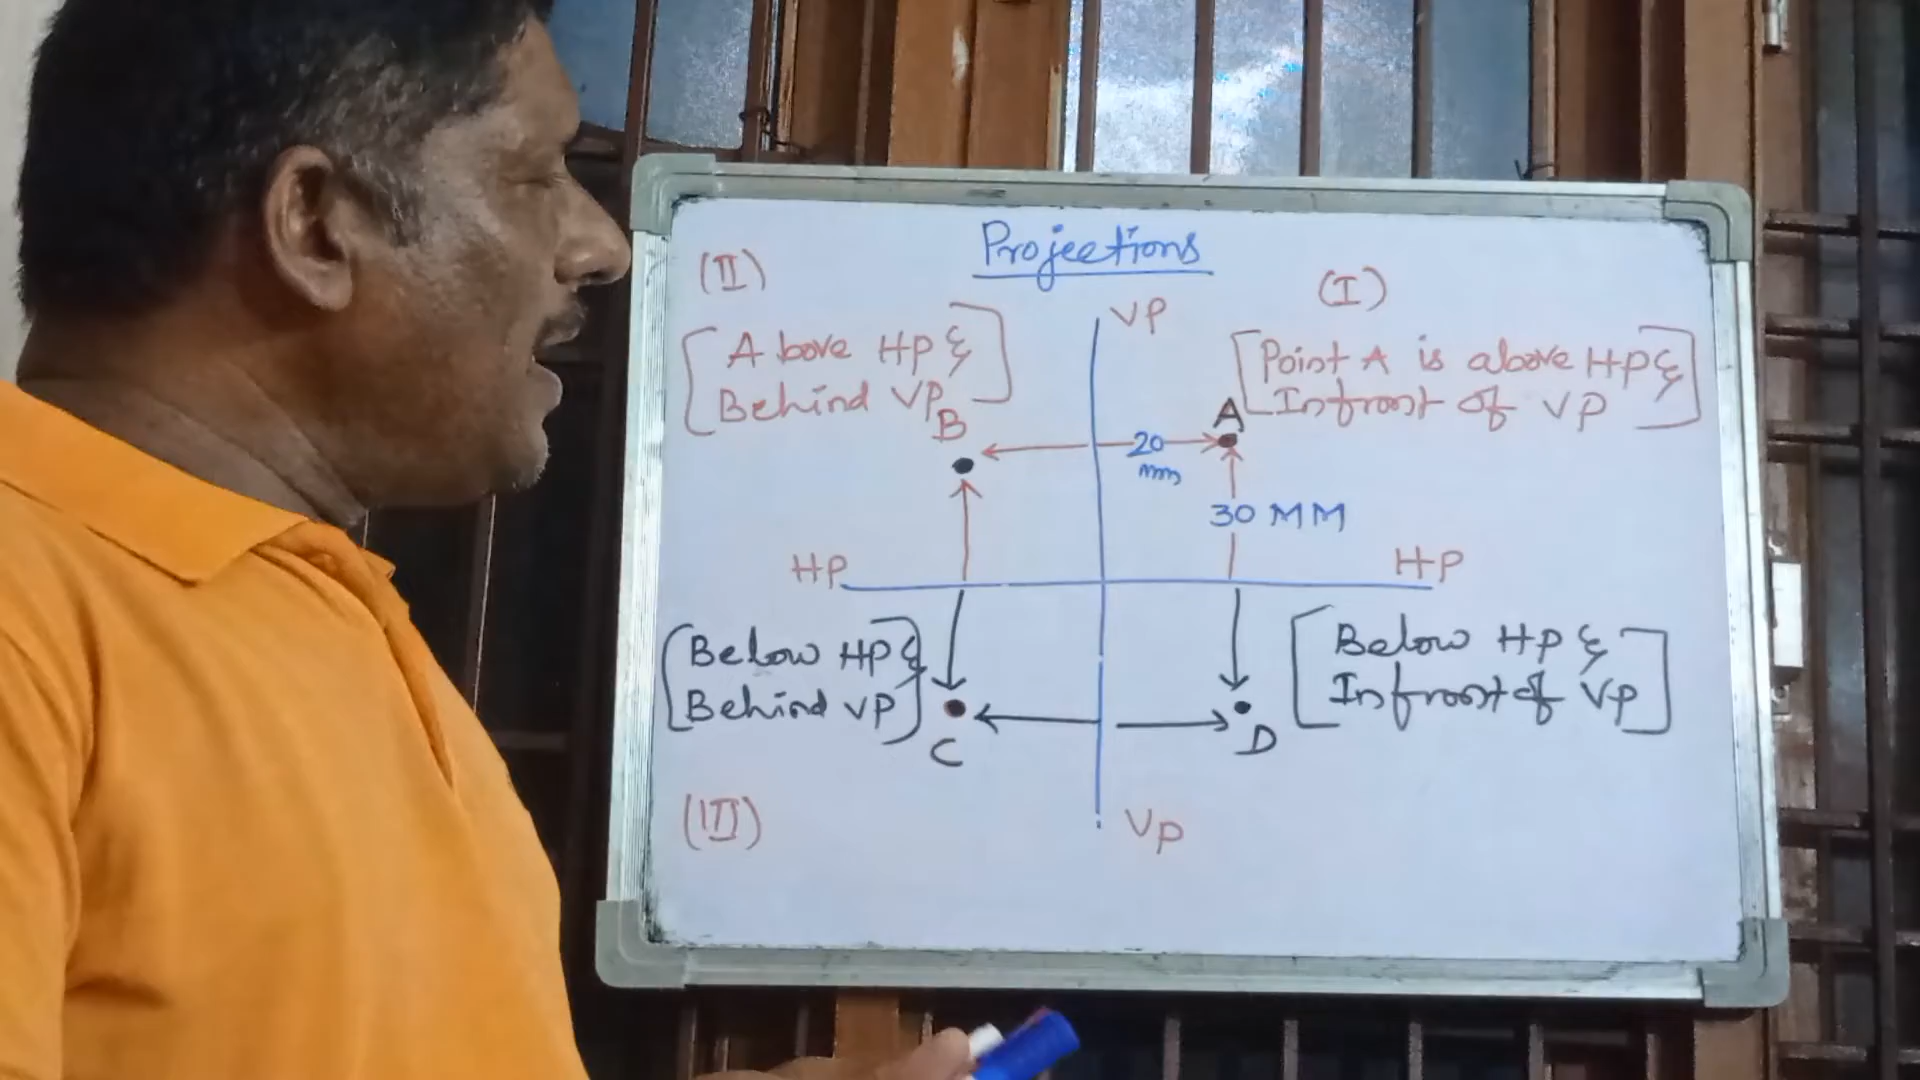 Projections
(II)
(I)
VP
Above HP &
Behind VP
Point A is above HP &
Infront of VP
B
A
20
mm
30 MM
HP
HP
Below HP &
Behind VP
Below HP &
Infront of VP
C
D
(III)
VP